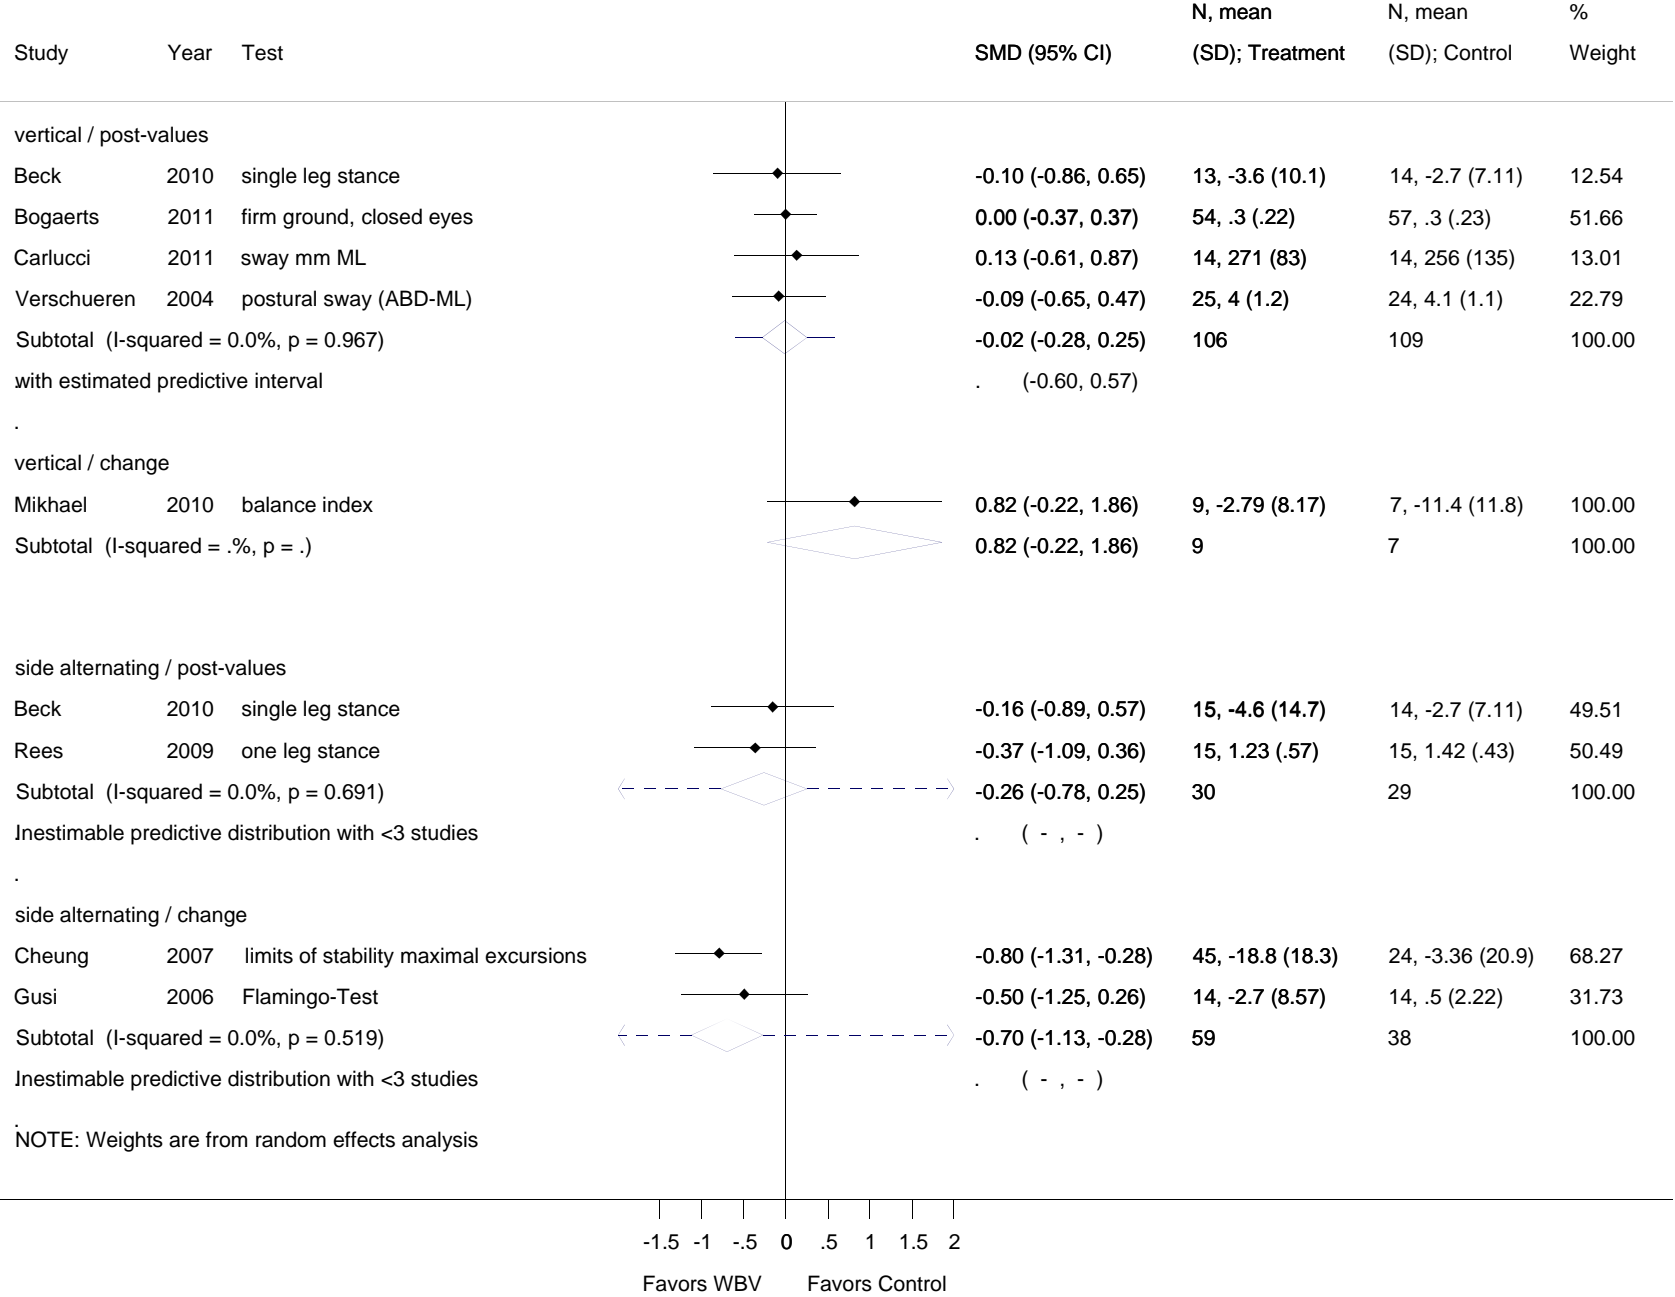 N, mean N, mean %
Study Year Test SMD (95% CI) (SD); Treatment (SD); Control Weight
vertical / post-values
Beck 2010 single leg stance -0.10 (-0.86, 0.65) 13, -3.6 (10.1) 14, -2.7 (7.11) 12.54
Bogaerts 2011 firm ground, closed eyes 0.00 (-0.37, 0.37) 54, .3 (.22) 57, .3 (.23) 51.66
Carlucci 2011 sway mm ML 0.13 (-0.61, 0.87) 14, 271 (83) 14, 256 (135) 13.01
Verschueren 2004 postural sway (ABD-ML) -0.09 (-0.65, 0.47) 25, 4 (1.2) 24, 4.1 (1.1) 22.79
Subtotal (I-squared = 0.0%, p = 0.967) -0.02 (-0.28, 0.25) 106 109 100.00
.with estimated predictive interval . (-0.60, 0.57)
.
vertical / change
Mikhael 2010 balance index 0.82 (-0.22, 1.86) 9, -2.79 (8.17) 7, -11.4 (11.8) 100.00
Subtotal (I-squared = .%, p = .) 0.82 (-0.22, 1.86) 9 7 100.00
side alternating / post-values
Beck 2010 single leg stance -0.16 (-0.89, 0.57) 15, -4.6 (14.7) 14, -2.7 (7.11) 49.51
Rees 2009 one leg stance -0.37 (-1.09, 0.36) 15, 1.23 (.57) 15, 1.42 (.43) 50.49
Subtotal (I-squared = 0.0%, p = 0.691) -0.26 (-0.78, 0.25) 30 29 100.00
.Inestimable predictive distribution with <3 studies . ( - , - )
.
side alternating / change
Cheung 2007 limits of stability maximal excursions -0.80 (-1.31, -0.28) 45, -18.8 (18.3) 24, -3.36 (20.9) 68.27
Gusi 2006 Flamingo-Test -0.50 (-1.25, 0.26) 14, -2.7 (8.57) 14, .5 (2.22) 31.73
Subtotal (I-squared = 0.0%, p = 0.519) -0.70 (-1.13, -0.28) 59 38 100.00
.Inestimable predictive distribution with <3 studies . ( - , - )
.
NOTE: Weights are from random effects analysis
-1.5 -1 -.5 0 .5 1 1.5 2
Favors WBV Favors Control